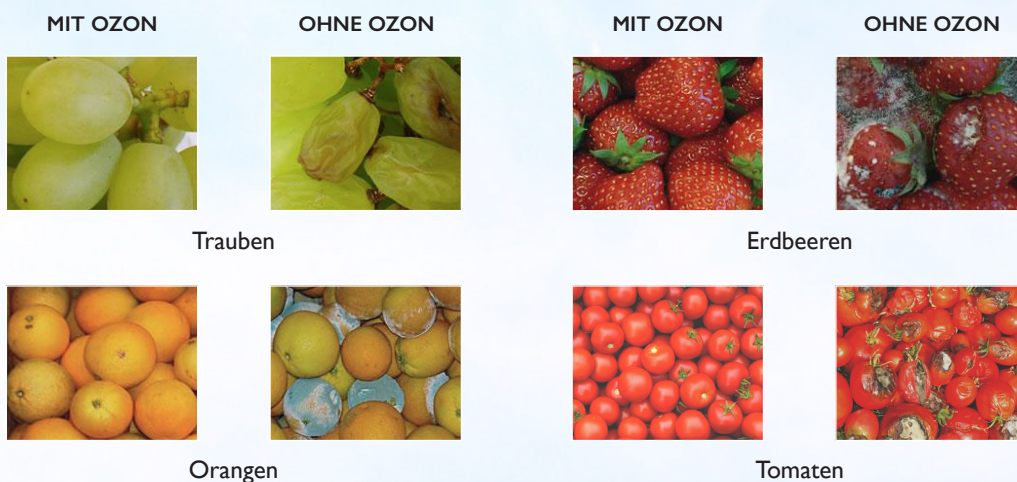 MIT OZON OHNE OZON MIT OZON OHNE OZON
Trauben Erdbeeren
Orangen Tomaten